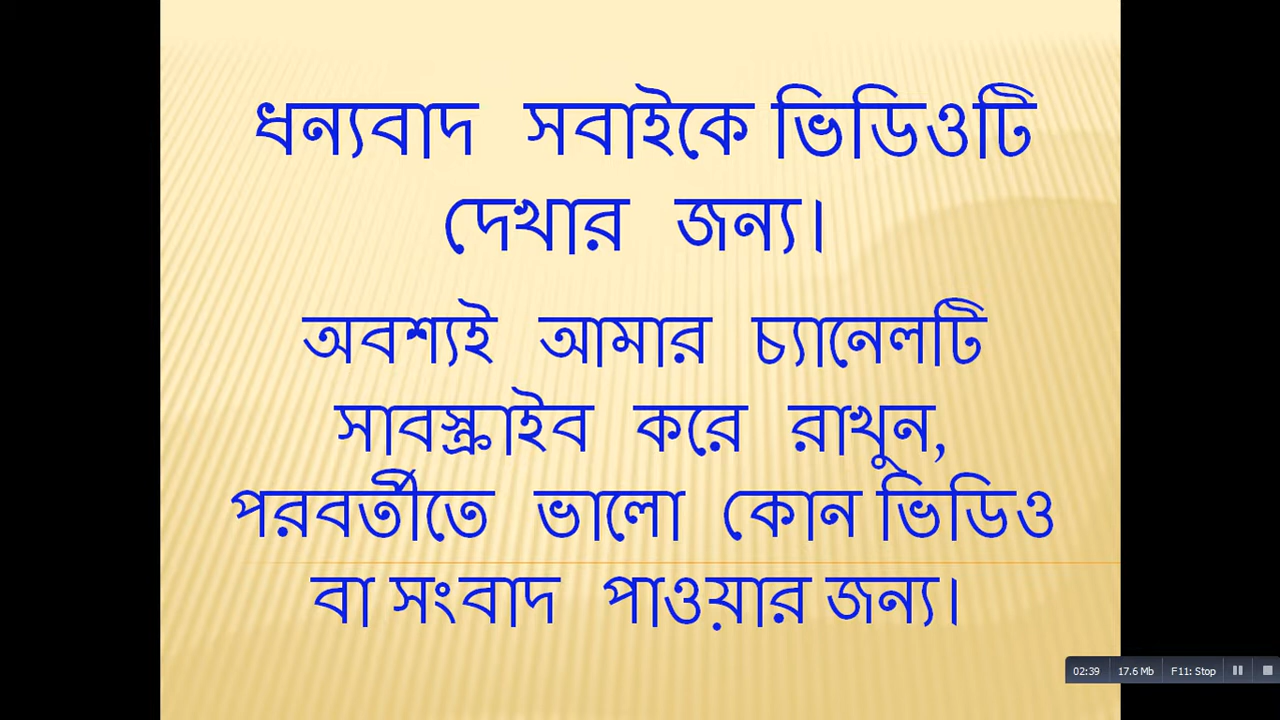 ধন্যবাদ সবাইকে ভিডিওটি
দেখার জন্য।
অবশ্যই আমার চ্যানেলটি
সাবস্ক্রাইব করে রাখুন,
পরবর্তীতে ভালো কোন ভিডিও
বা সংবাদ পাওয়ার জন্য।
02:39 17.6 Mb F11: Stop